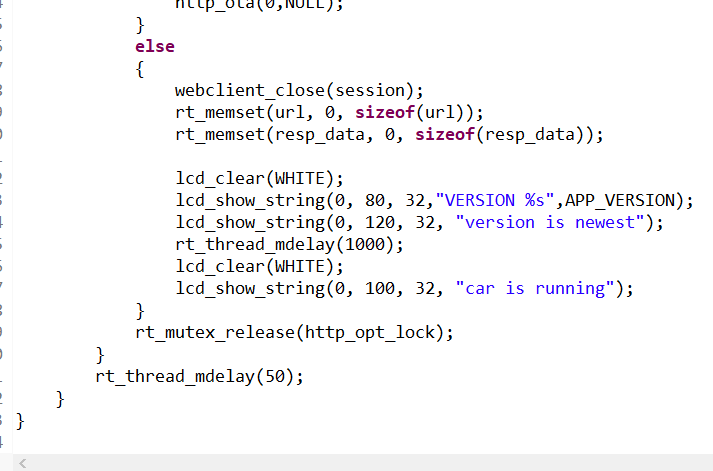 http_ota(0,NULL);
}
else
{
webclient_close(session);
rt_memset(url, 0, sizeof(url));
rt_memset(resp_data, 0, sizeof(resp_data));
lcd_clear(WHITE);
lcd_show_string(0, 80, 32,"VERSION %s",APP_VERSION);
lcd_show_string(0, 120, 32, "version is newest");
rt_thread_mdelay(1000);
lcd_clear(WHITE);
lcd_show_string(0, 100, 32, "car is running");
}
rt_mutex_release(http_opt_lock);
}
rt_thread_mdelay(50);
}
}